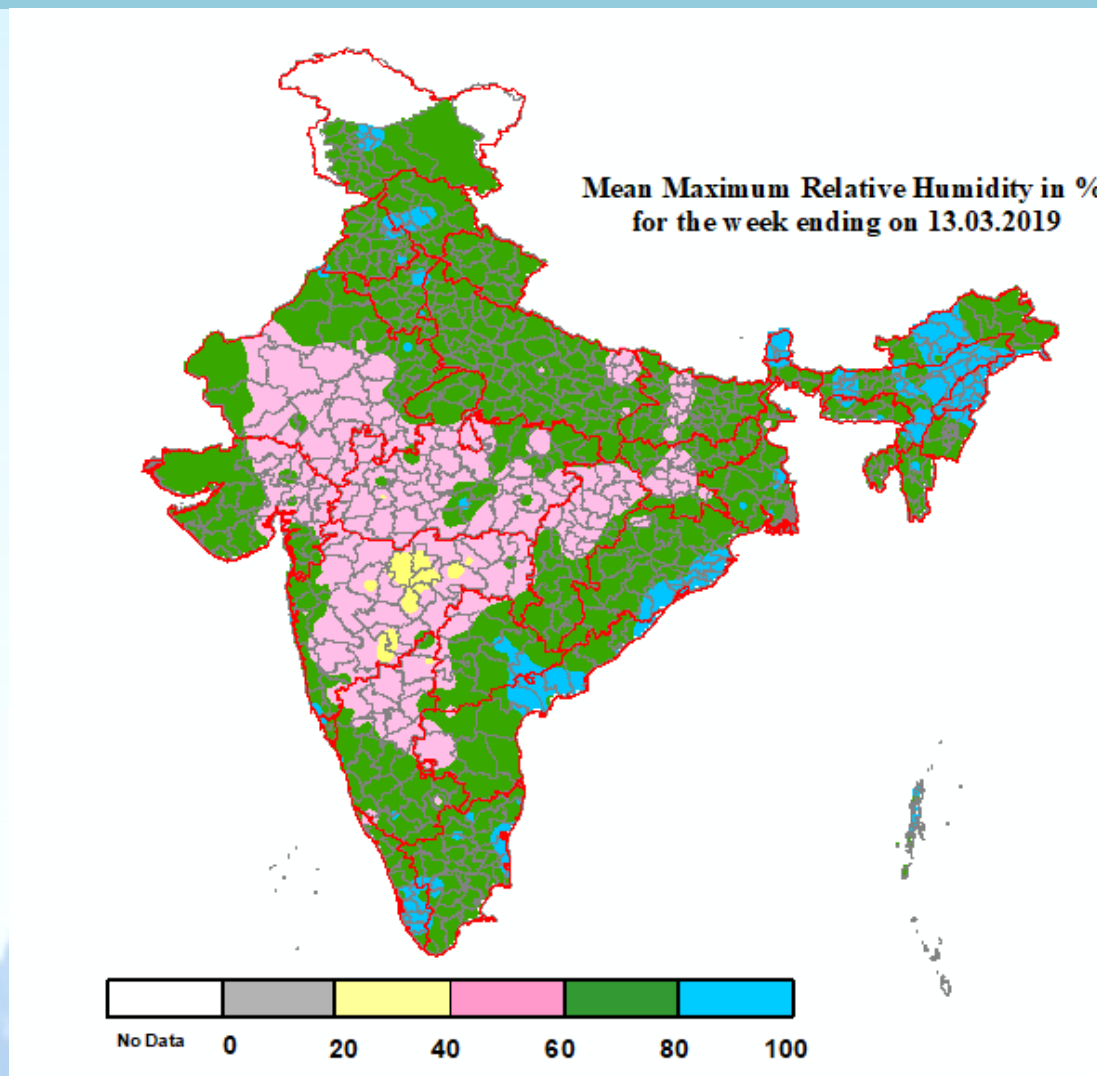 Mean Maximum Relative Humidity in %
for the week ending on 13.03.2019
No Data 0 20 40 60 80 100